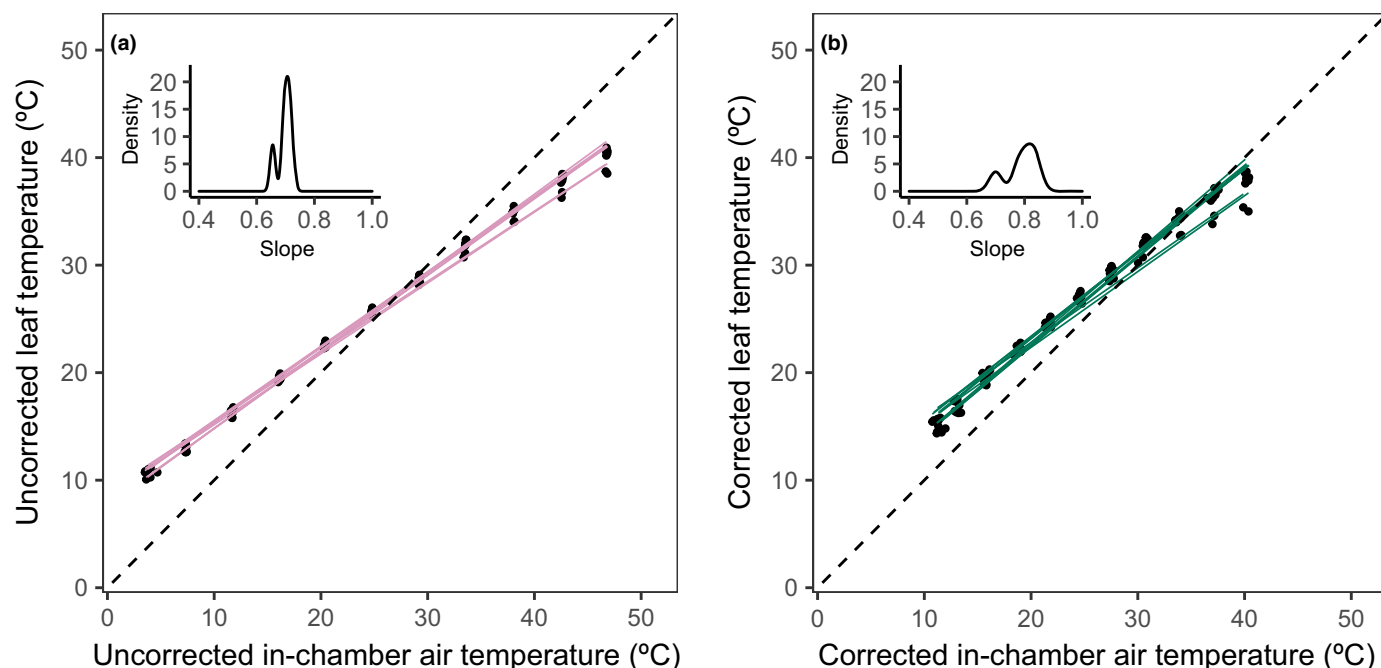 (a)
50
40
30
20
10
0
Uncorrected leaf temperature (ºC)
20
15
10
5
0
Density
0.4 0.6 0.8 1.0
Slope
0 10 20 30 40 50
Uncorrected in-chamber air temperature (ºC)
(b)
50
40
30
20
10
0
Corrected leaf temperature (ºC)
20
15
10
5
0
Density
0.4 0.6 0.8 1.0
Slope
0 10 20 30 40 50
Corrected in-chamber air temperature (ºC)